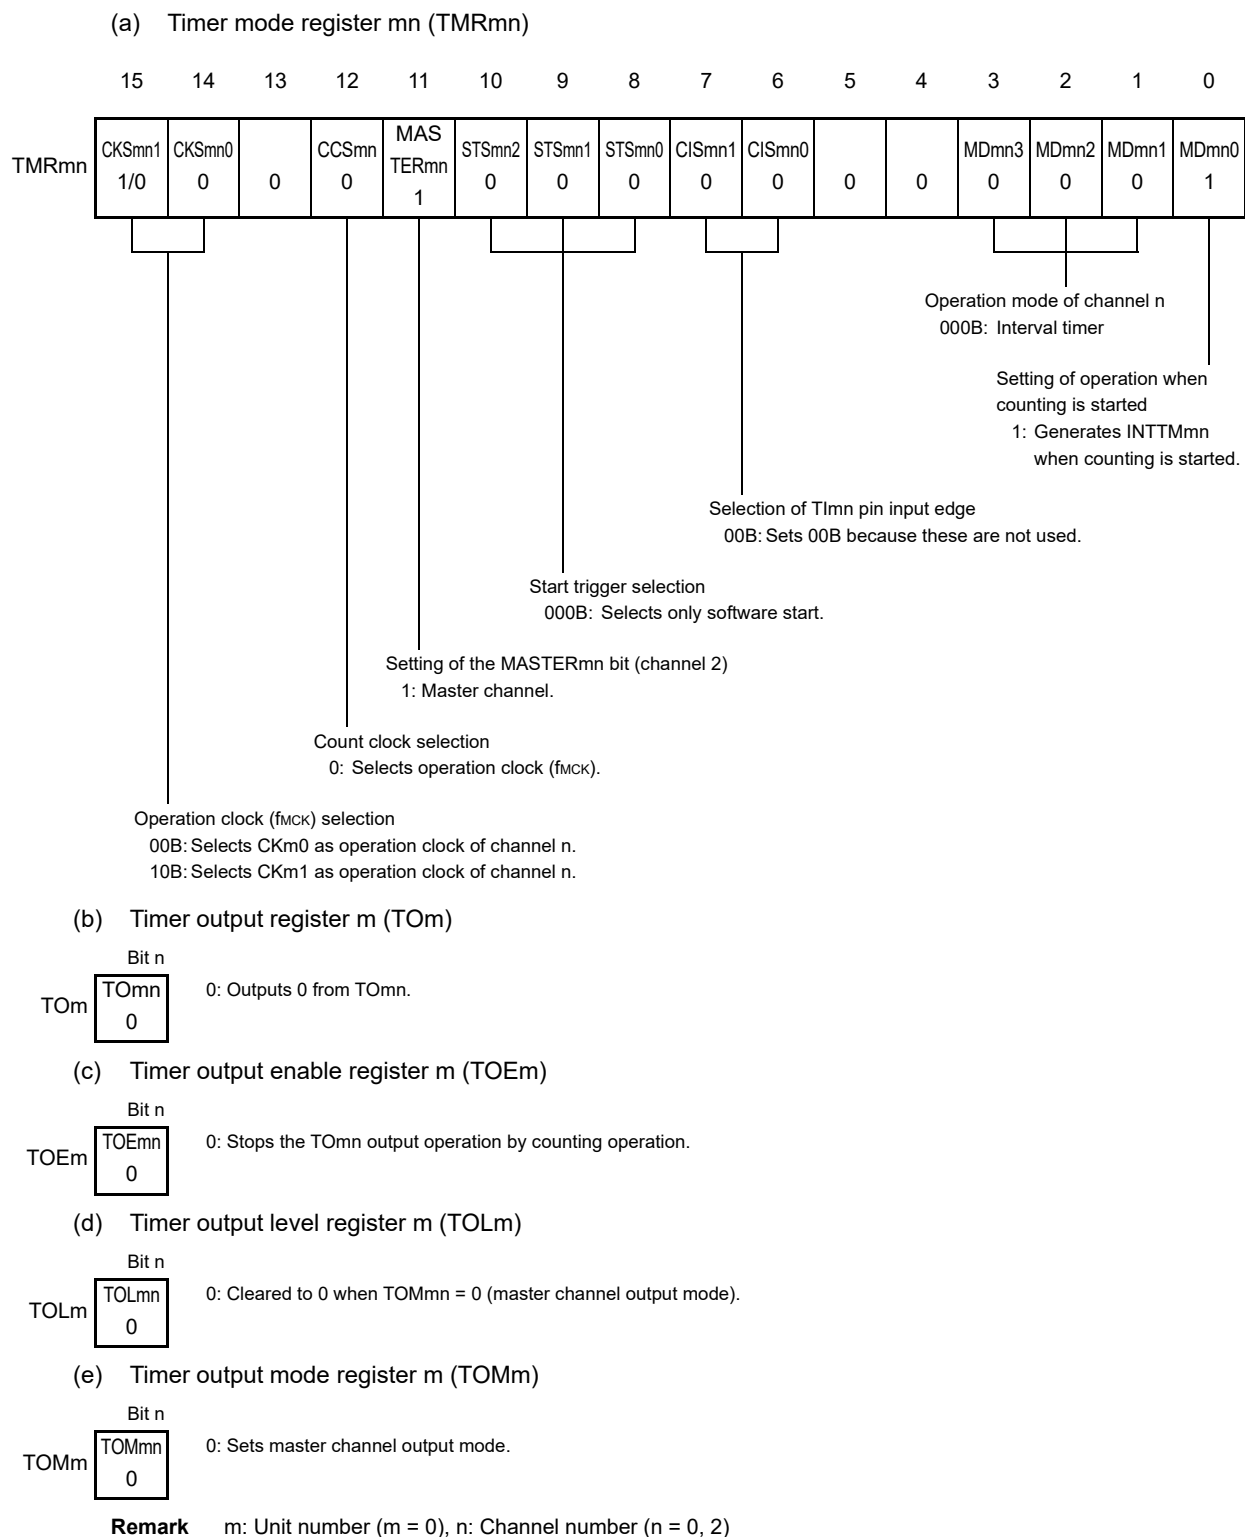 (a) Timer mode register mn (TMRmn)
15 14 13 12 11 10 9 8 7 6 5 4 3 2 1 0
TMRmn CKSmn1 CKSmn0 CCSmn MAS TERmn STSmn2 STSmn1 STSmn0 CISmn1 CISmn0 MDmn3 MDmn2 MDmn1 MDmn0
1/0 0 0 0 1 0 0 0 0 0 0 0 0 0 0 1
Operation mode of channel n
000B: Interval timer
Setting of operation when
counting is started
1: Generates INTTMmn
when counting is started.
Selection of TImn pin input edge
00B: Sets 00B because these are not used.
Start trigger selection
000B: Selects only software start.
Setting of the MASTERmn bit (channel 2)
1: Master channel.
Count clock selection
0: Selects operation clock (fMCK).
Operation clock (fMCK) selection
00B: Selects CKm0 as operation clock of channel n.
10B: Selects CKm1 as operation clock of channel n.
(b) Timer output register m (TOm)
Bit n
TOm TOmn 0: Outputs 0 from TOmn.
0
(c) Timer output enable register m (TOEm)
Bit n
TOEm TOEmn 0: Stops the TOmn output operation by counting operation.
0
(d) Timer output level register m (TOLm)
Bit n
TOLm TOLmn 0: Cleared to 0 when TOMmn = 0 (master channel output mode).
0
(e) Timer output mode register m (TOMm)
Bit n
TOMm TOMmn 0: Sets master channel output mode.
0
Remark m: Unit number (m = 0), n: Channel number (n = 0, 2)